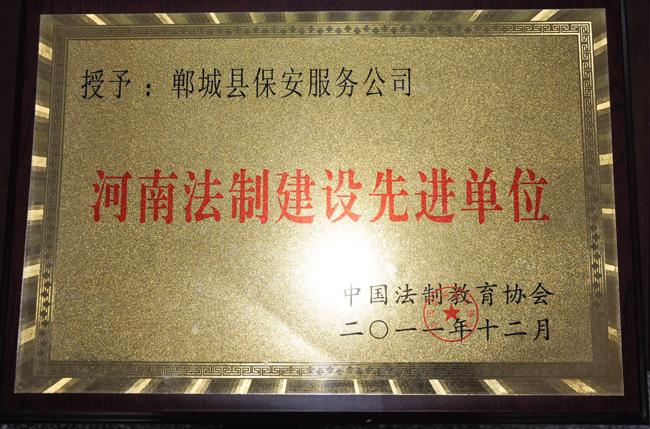 授予：郸城县保安服务公司
河南法制建设先进单位
中国法制教育协会
二〇一一年十二月